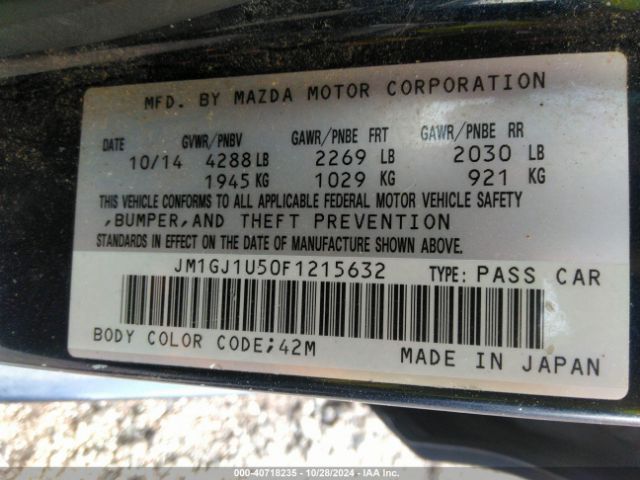 MFD. BY MAZDA MOTOR CORPORATION
DATE GVWR/PNBV GAWR/PNBE FRT GAWR/PNBE RR
10/14 4288 LB 2269 LB 2030 LB
1945 KG 1029 KG 921 KG
THIS VEHICLE CONFORMS TO ALL APPLICABLE FEDERAL MOTOR VEHICLE SAFETY
,BUMPER,AND THEFT PREVENTION
STANDARDS IN EFFECT ON THE DATE OF MANUFACTURE SHOWN ABOVE.
JM1GJ1U50F1215632 TYPE: PASS CAR
BODY COLOR CODE;42M MADE IN JAPAN
000-40718235 - 10/28/2024 - IAA Inc.